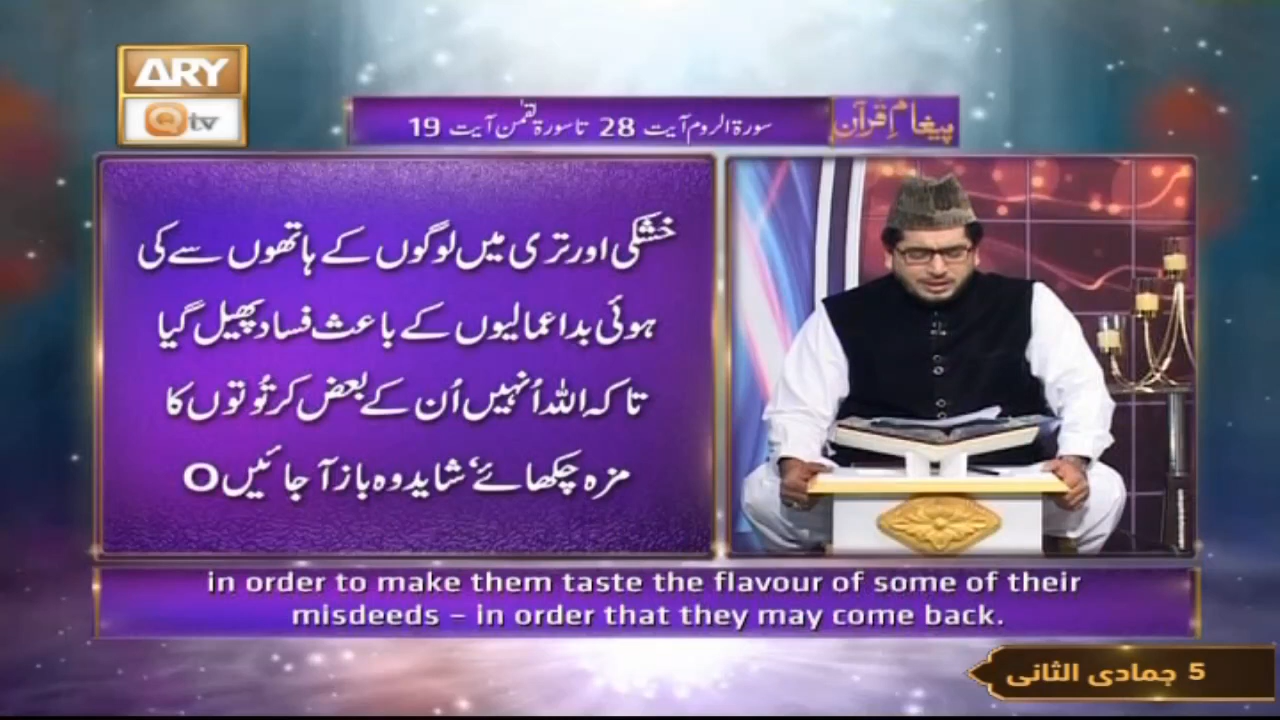 ARY
Qtv
پیغامِ قرآن
سورۃ الروم آیت 28 تا سورۃ لقمٰن آیت 19
خشکی اور تری میں لوگوں کے ہاتھوں سے کی
ہوئی بداعمالیوں کے باعث فساد پھیل گیا
تاکہ اللہ اُنہیں اُن کے بعض کرتُوتوں کا
مزہ چکھائے‘ شاید وہ باز آ جائیں O
in order to make them taste the flavour of some of their
misdeeds – in order that they may come back.
5 جمادی الثانی